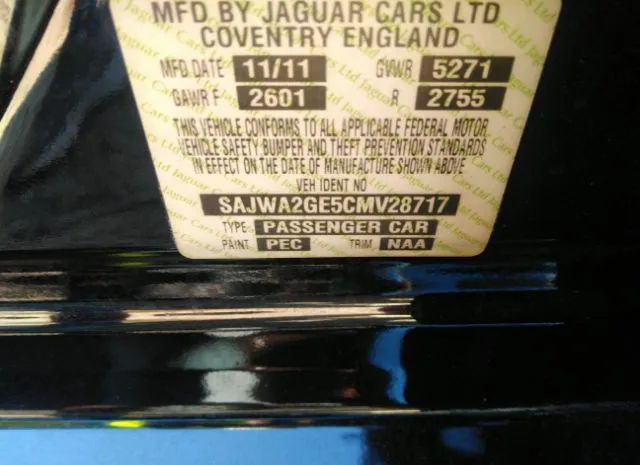 MFD BY JAGUAR CARS LTD
COVENTRY ENGLAND
MFD DATE 11/11 GVWR 5271
GAWR F 2601 R 2755
THIS VEHICLE CONFORMS TO ALL APPLICABLE FEDERAL MOTOR
VEHICLE SAFETY BUMPER AND THEFT PREVENTION STANDARDS
IN EFFECT ON THE DATE OF MANUFACTURE SHOWN ABOVE
VEH IDENT NO
SAJWA2GE5CMV28717
TYPE PASSENGER CAR
PAINT PEC TRIM NAA